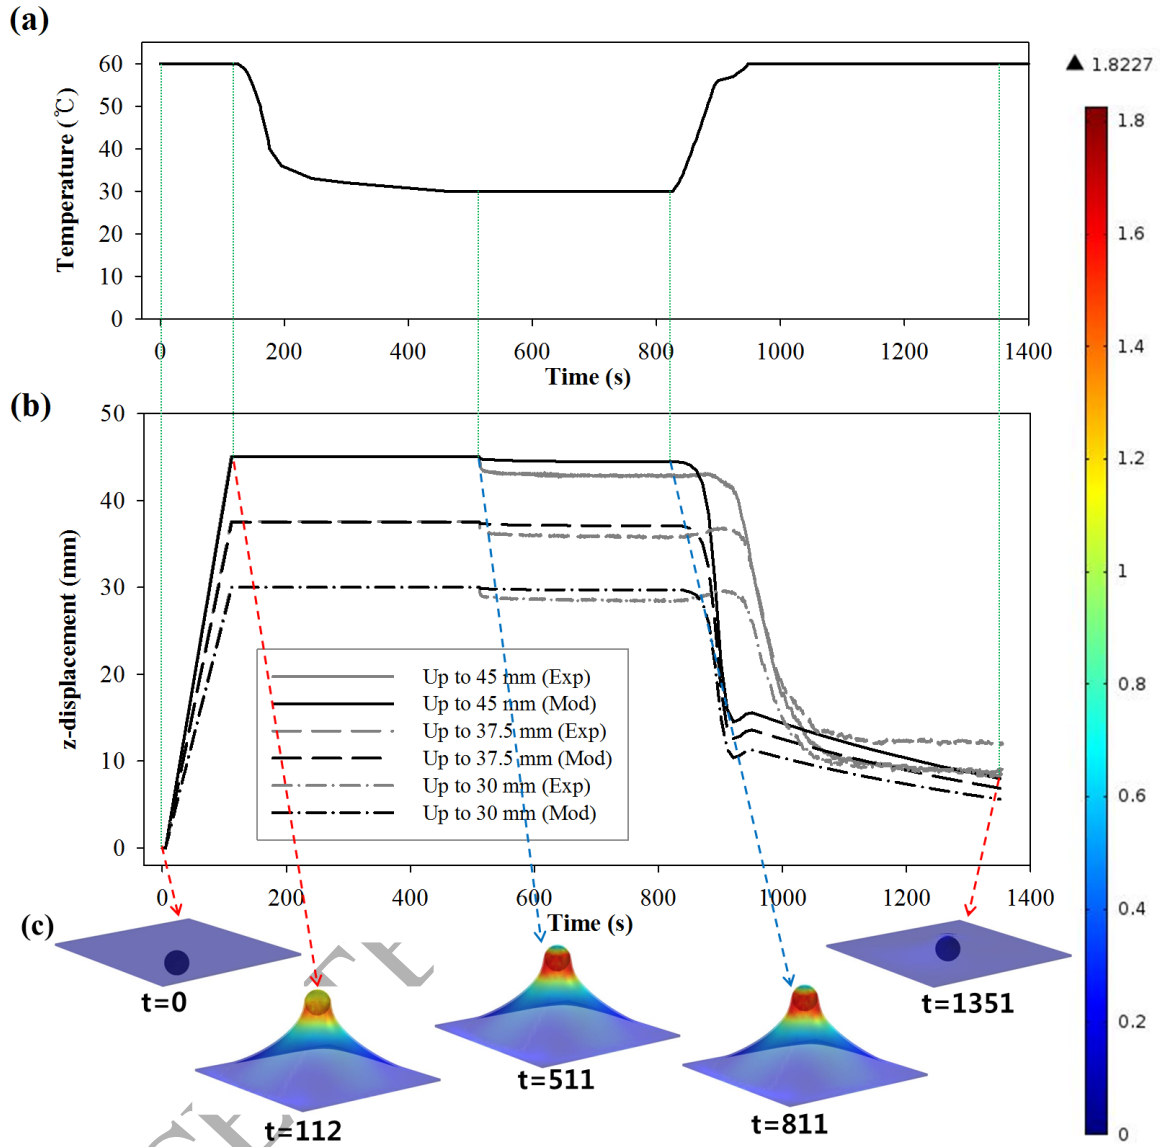 (a)
Temperature (℃)
60
50
40
30
20
10
0
0 200 400 600 800 1000 1200 1400
Time (s)
(b)
z-displacement (mm)
50
40
30
20
10
0
Up to 45 mm (Exp)
Up to 45 mm (Mod)
Up to 37.5 mm (Exp)
Up to 37.5 mm (Mod)
Up to 30 mm (Exp)
Up to 30 mm (Mod)
0 200 400 600 800 1000 1200 1400
Time (s)
(c)
t=0
t=112
t=511
t=811
t=1351
▲ 1.8227
1.8
1.6
1.4
1.2
1
0.8
0.6
0.4
0.2
0